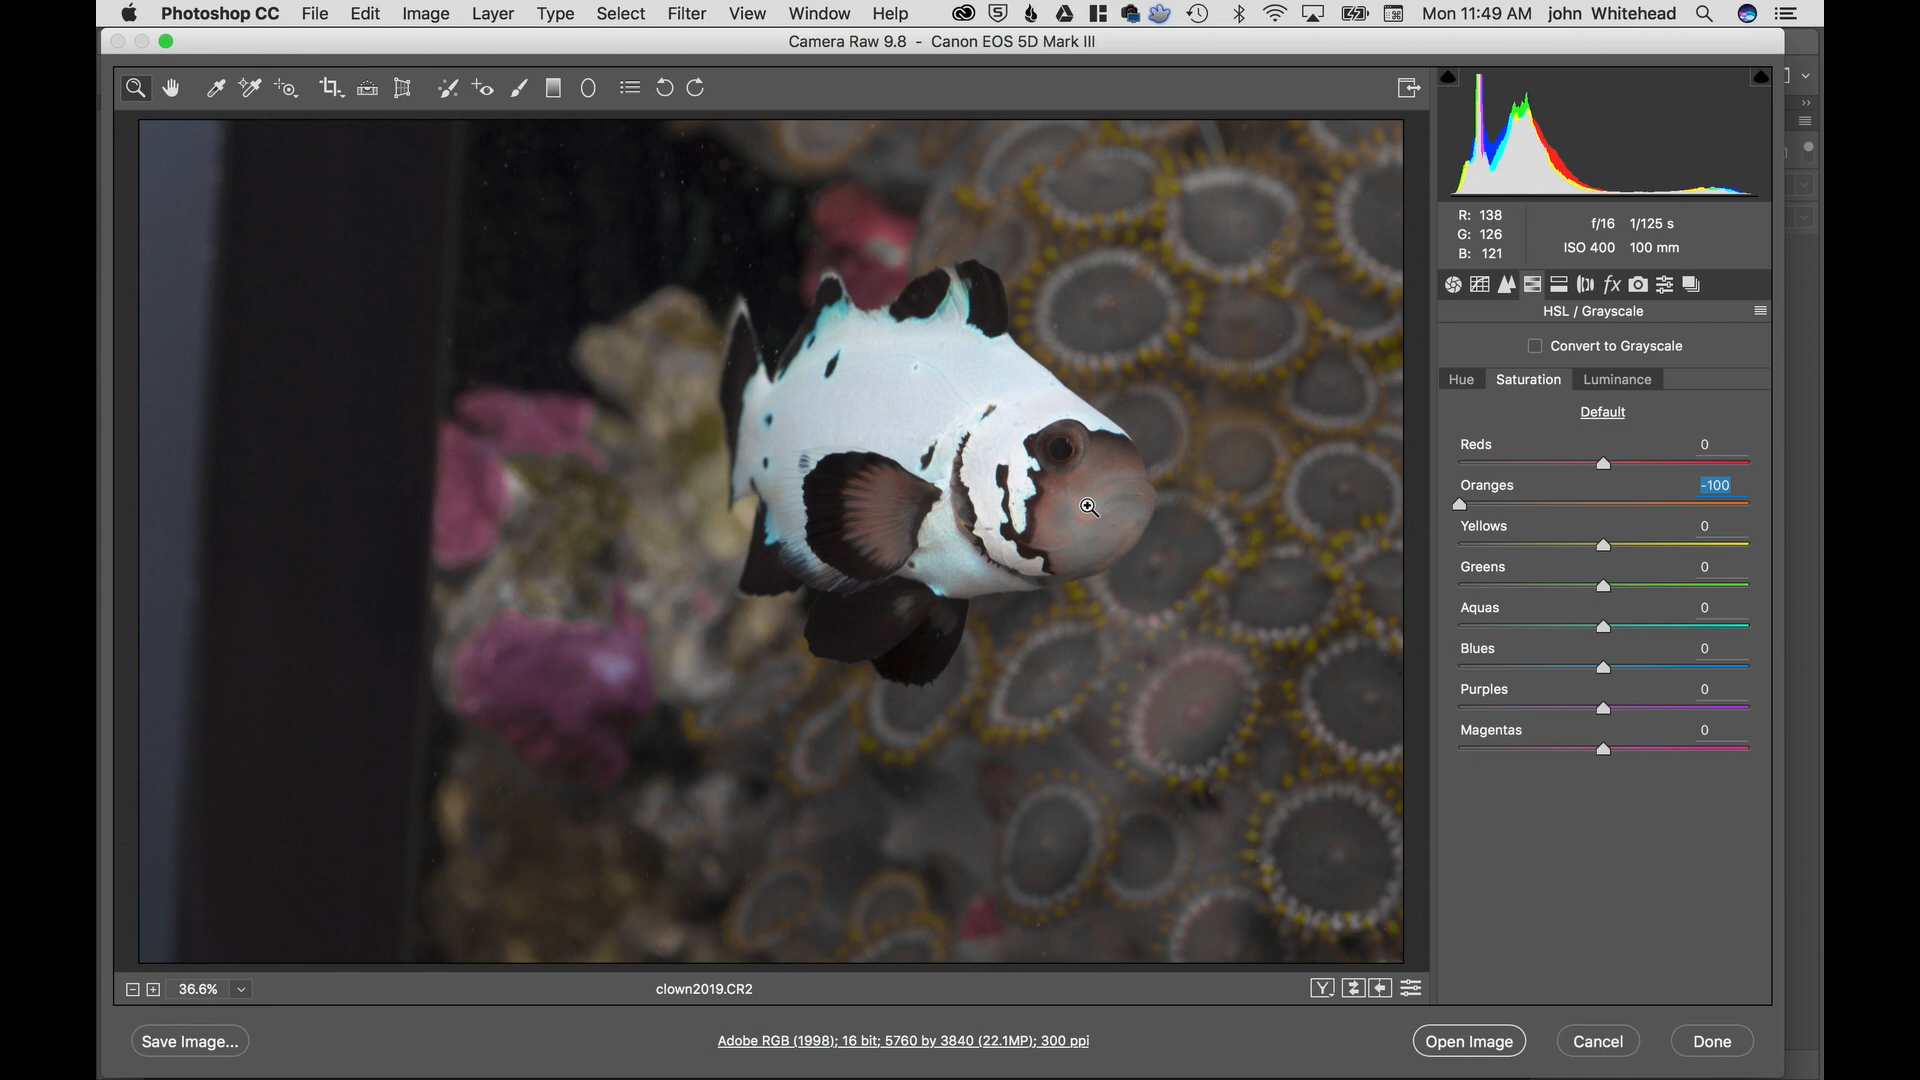 Photoshop CC File Edit Image Layer Type Select Filter View Window Help Mon 11:49 AM john Whitehead
Camera Raw 9.8 - Canon EOS 5D Mark III
R: 138
G: 126
B: 121
f/16 1/125 s
ISO 400 100 mm
fx
HSL / Grayscale
Convert to Grayscale
Hue Saturation Luminance
Default
Reds 0
Oranges -100
Yellows 0
Greens 0
Aquas 0
Blues 0
Purples 0
Magentas 0
36.6% clown2019.CR2 Y
Save Image... Adobe RGB (1998); 16 bit; 5760 by 3840 (22.1MP); 300 ppi Open Image Cancel Done